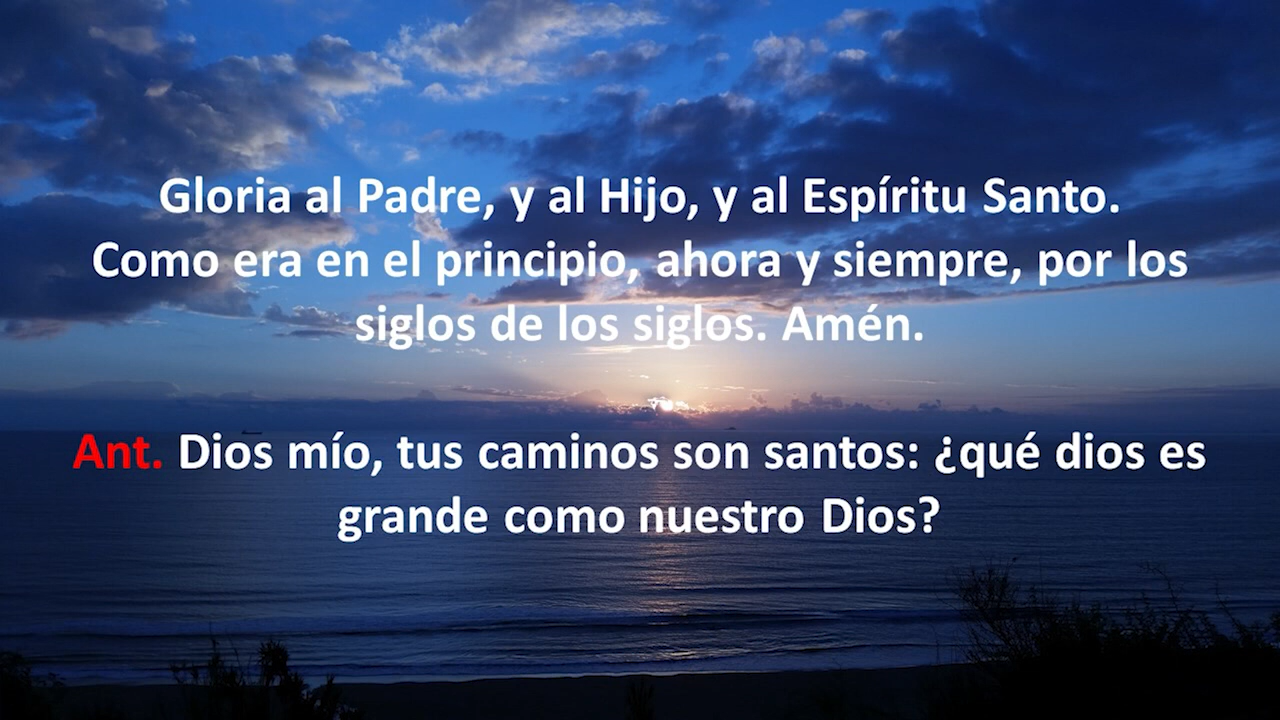 Gloria al Padre, y al Hijo, y al Espíritu Santo.
Como era en el principio, ahora y siempre, por los
siglos de los siglos. Amén.
Ant. Dios mío, tus caminos son santos: ¿qué dios es
grande como nuestro Dios?